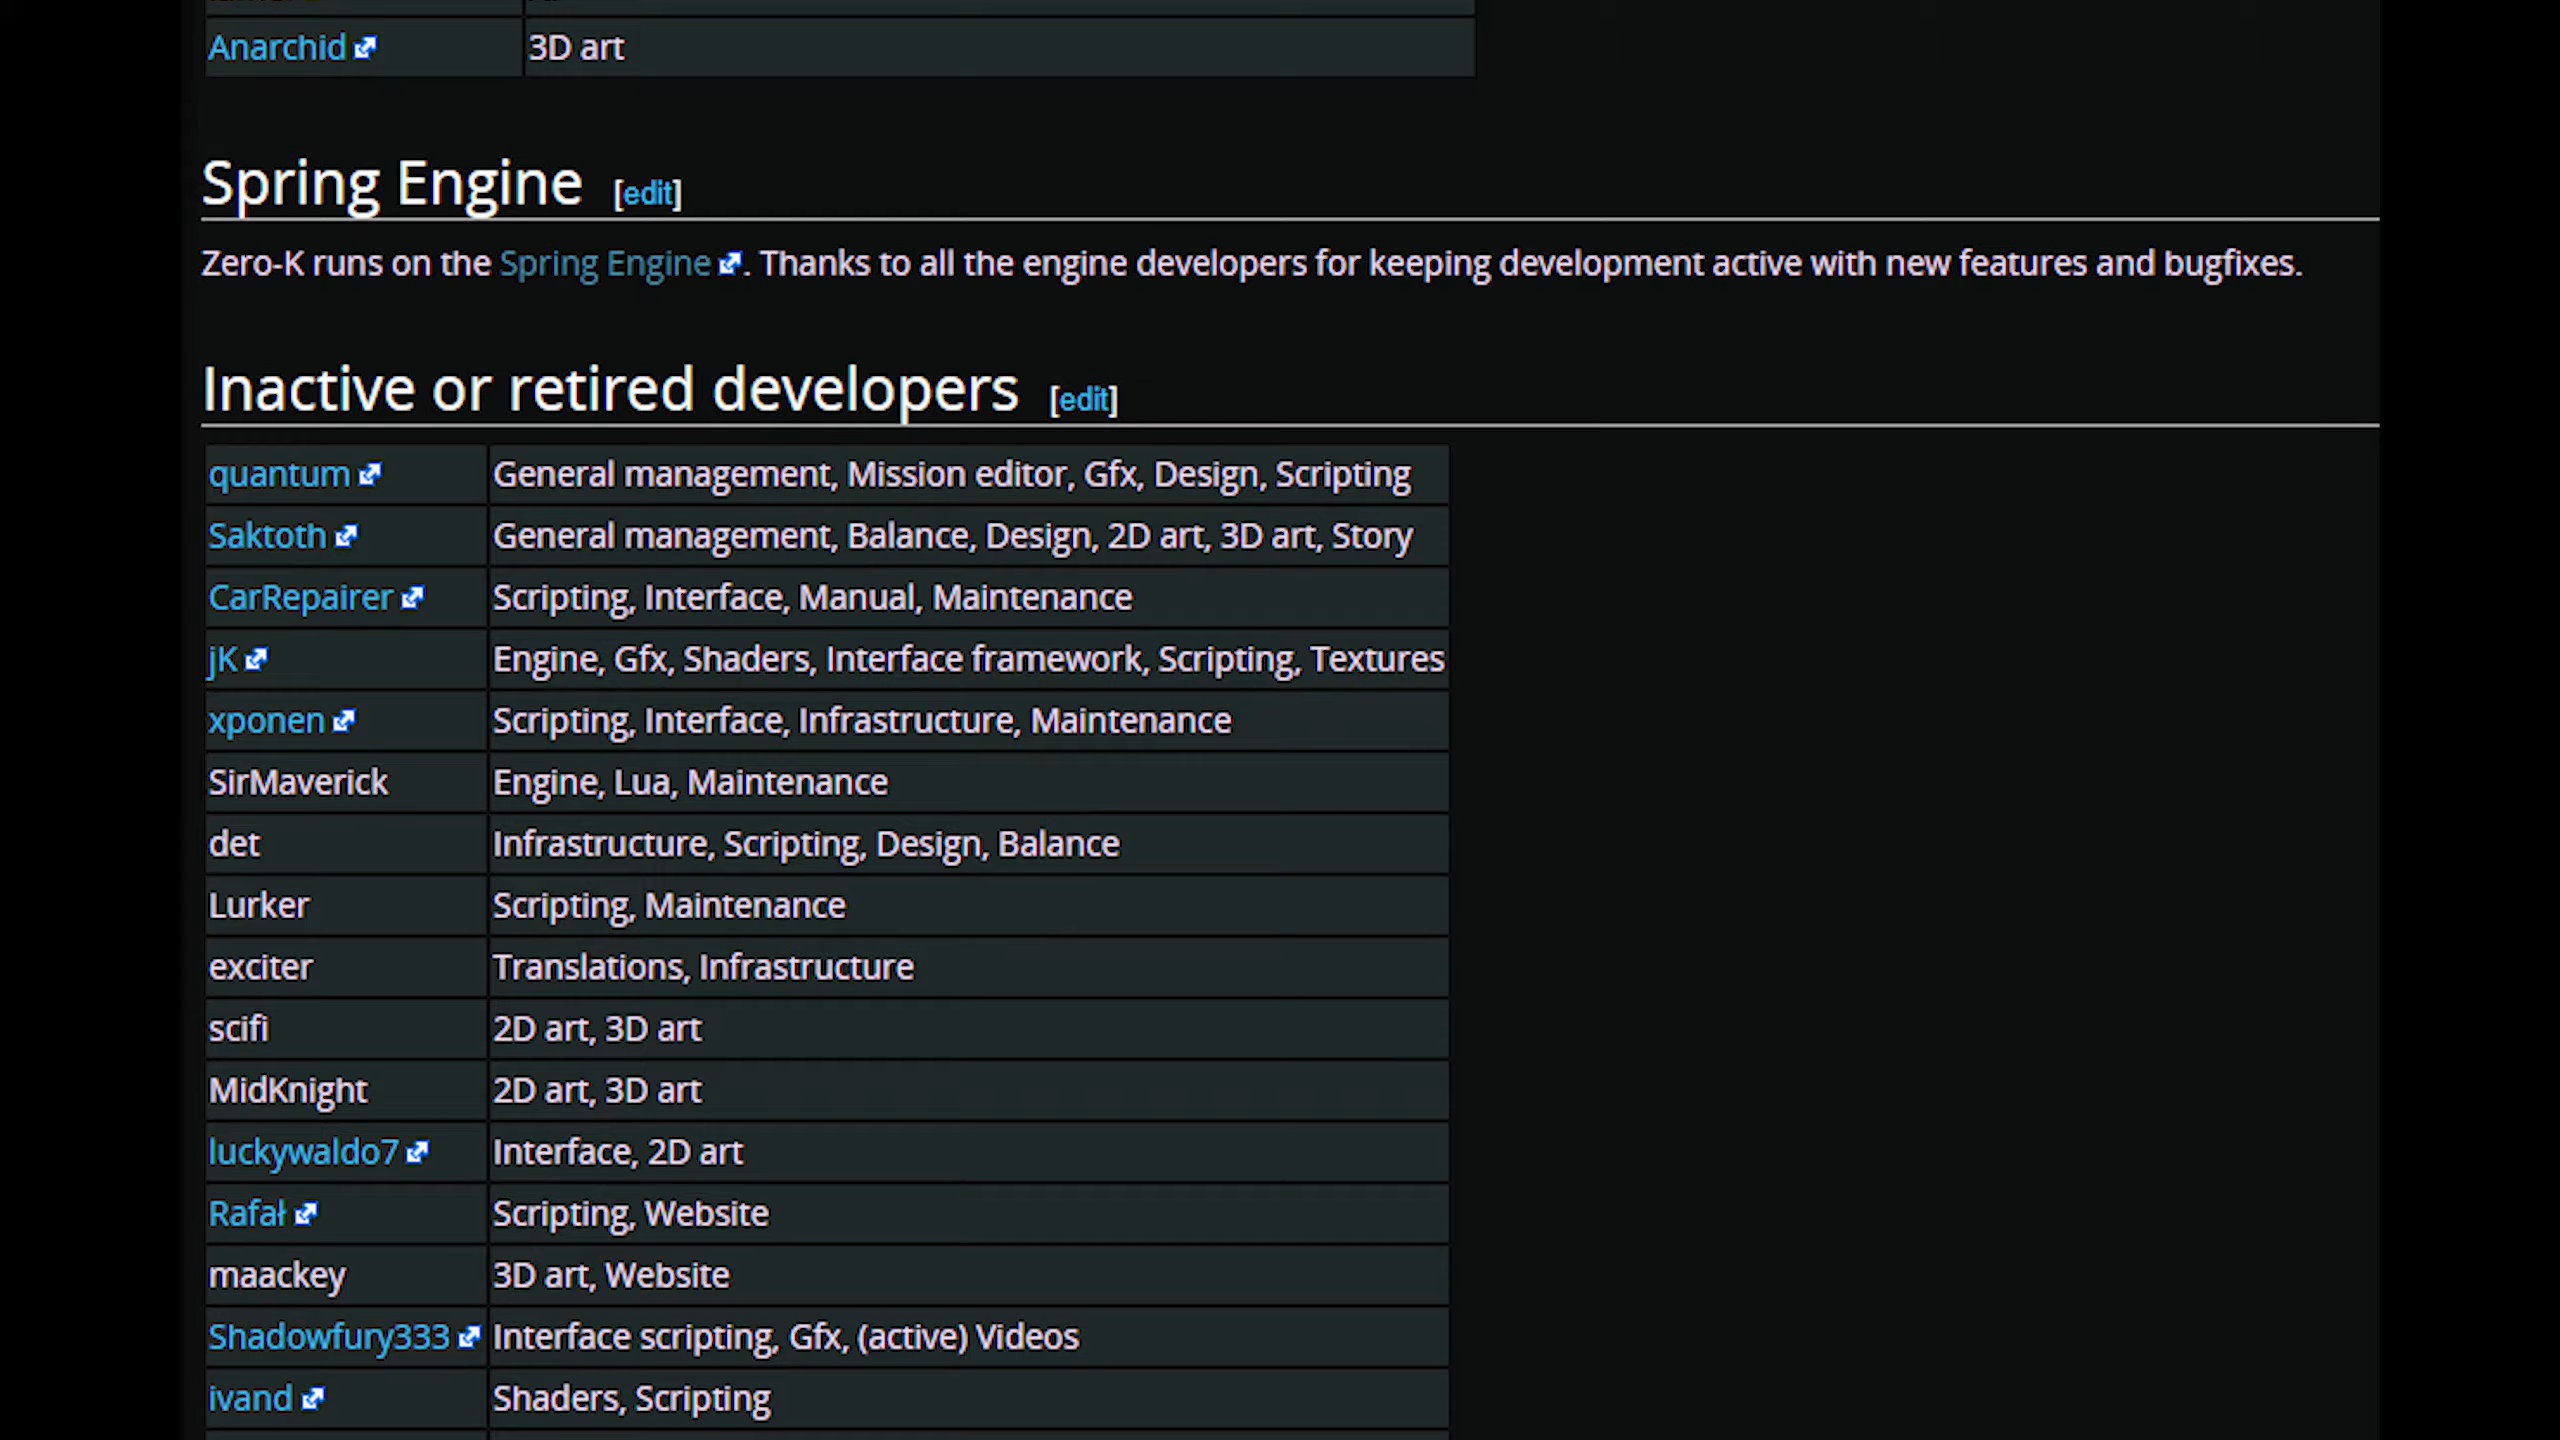 Anarchid 3D art
Spring Engine [edit]
Zero-K runs on the Spring Engine. Thanks to all the engine developers for keeping development active with new features and bugfixes.
Inactive or retired developers [edit]
quantum General management, Mission editor, Gfx, Design, Scripting
Saktoth General management, Balance, Design, 2D art, 3D art, Story
CarRepairer Scripting, Interface, Manual, Maintenance
jK Engine, Gfx, Shaders, Interface framework, Scripting, Textures
xponen Scripting, Interface, Infrastructure, Maintenance
SirMaverick Engine, Lua, Maintenance
det Infrastructure, Scripting, Design, Balance
Lurker Scripting, Maintenance
exciter Translations, Infrastructure
scifi 2D art, 3D art
MidKnight 2D art, 3D art
luckywaldo7 Interface, 2D art
Rafał Scripting, Website
maackey 3D art, Website
Shadowfury333 Interface scripting, Gfx, (active) Videos
ivand Shaders, Scripting